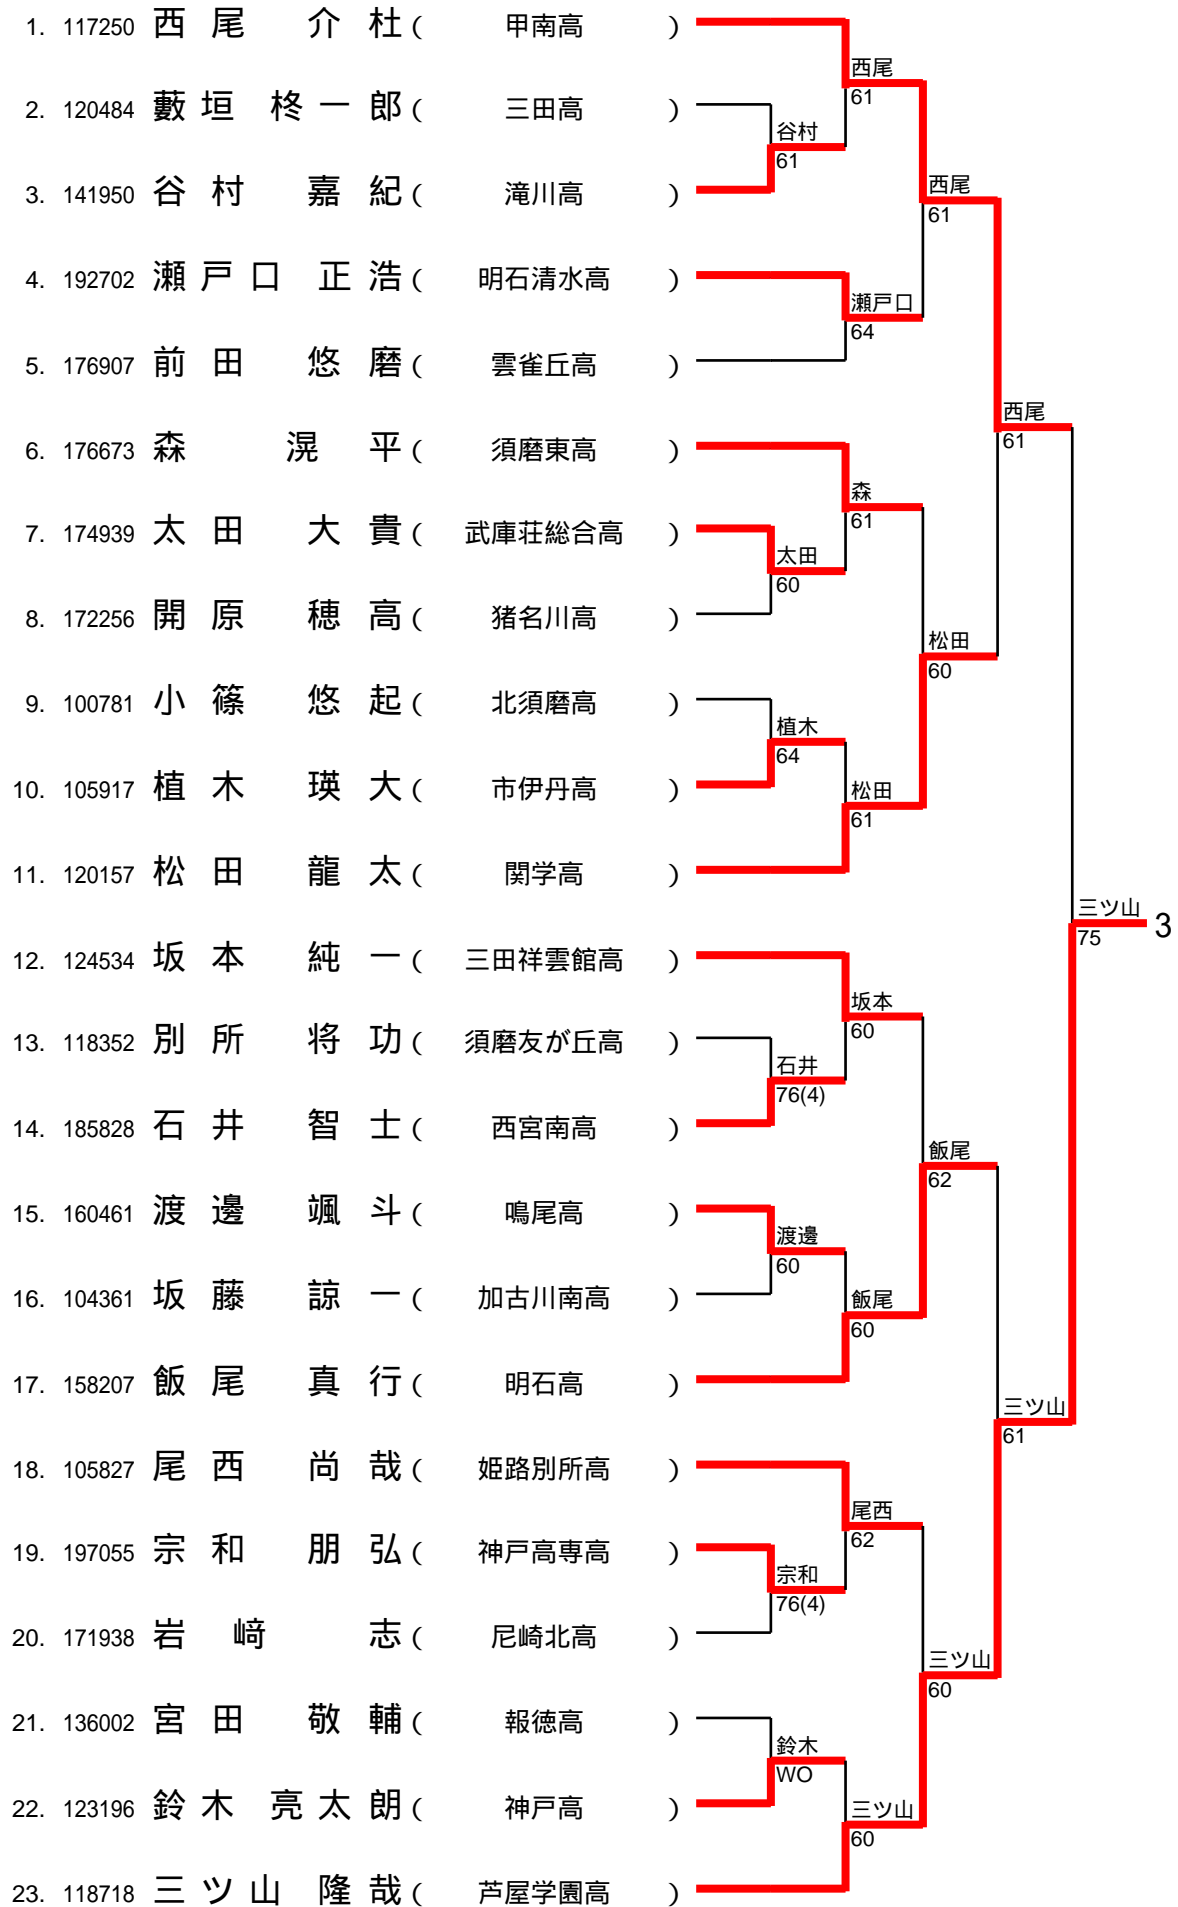 1. 117250 西尾 介杜 ( 甲南高 )
西尾
61
2. 120484 藪垣 柊一郎 ( 三田高 )
谷村
61
3. 141950 谷村 嘉紀 ( 滝川高 )
西尾
61
4. 192702 瀬戸口 正浩 ( 明石清水高 )
瀬戸口
64
5. 176907 前田 悠磨 ( 雲雀丘高 )
西尾
61
6. 176673 森 滉平 ( 須磨東高 )
森
61
7. 174939 太田 大貴 ( 武庫荘総合高 )
太田
60
8. 172256 開原 穂高 ( 猪名川高 )
松田
60
9. 100781 小篠 悠起 ( 北須磨高 )
植木
64
10. 105917 植木 瑛大 ( 市伊丹高 )
松田
61
11. 120157 松田 龍太 ( 関学高 )
三ツ山
75
3
12. 124534 坂本 純一 ( 三田祥雲館高 )
坂本
60
13. 118352 別所 将功 ( 須磨友が丘高 )
石井
76(4)
14. 185828 石井 智士 ( 西宮南高 )
飯尾
62
15. 160461 渡邊 颯斗 ( 鳴尾高 )
渡邊
60
16. 104361 坂藤 諒一 ( 加古川南高 )
飯尾
60
17. 158207 飯尾 真行 ( 明石高 )
三ツ山
61
18. 105827 尾西 尚哉 ( 姫路別所高 )
尾西
62
19. 197055 宗和 朋弘 ( 神戸高専高 )
宗和
76(4)
20. 171938 岩﨑 志 ( 尼崎北高 )
三ツ山
60
21. 136002 宮田 敬輔 ( 報徳高 )
鈴木
WO
22. 123196 鈴木 亮太朗 ( 神戸高 )
三ツ山
60
23. 118718 三ツ山 隆哉 ( 芦屋学園高 )